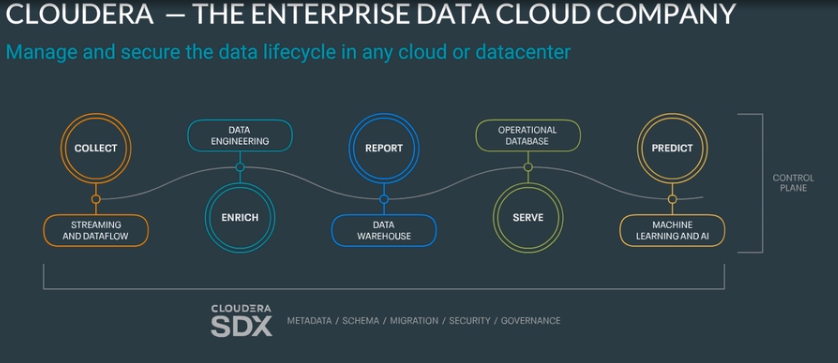 CLOUDERA — THE ENTERPRISE DATA CLOUD COMPANY
Manage and secure the data lifecycle in any cloud or datacenter
COLLECT
STREAMING
AND DATAFLOW
DATA
ENGINEERING
ENRICH
REPORT
DATA
WAREHOUSE
OPERATIONAL
DATABASE
SERVE
PREDICT
MACHINE
LEARNING AND AI
CONTROL
PLANE
CLOUDERA
SDX
METADATA / SCHEMA / MIGRATION / SECURITY / GOVERNANCE